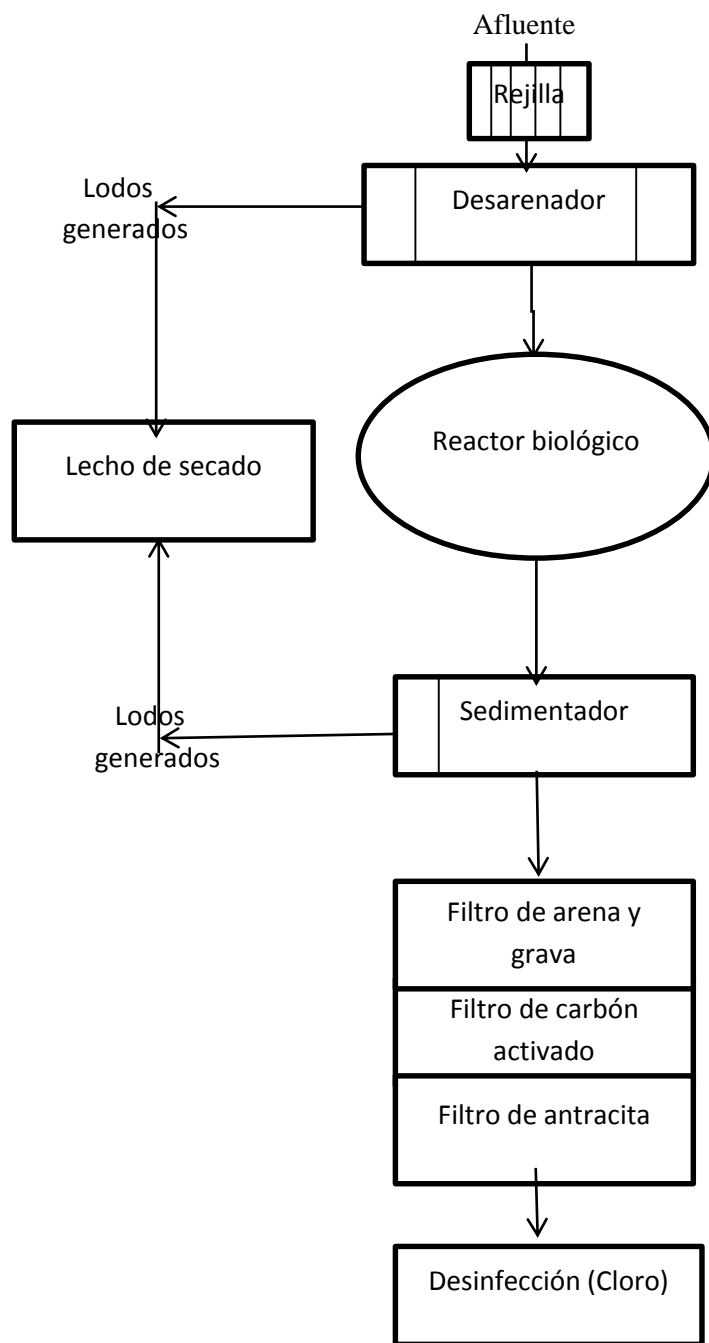 Afluente
Rejilla
Desarenador
Lodos
generados
Reactor biológico
Lecho de secado
Sedimentador
Lodos
generados
Filtro de arena y
grava
Filtro de carbón
activado
Filtro de antracita
Desinfección (Cloro)